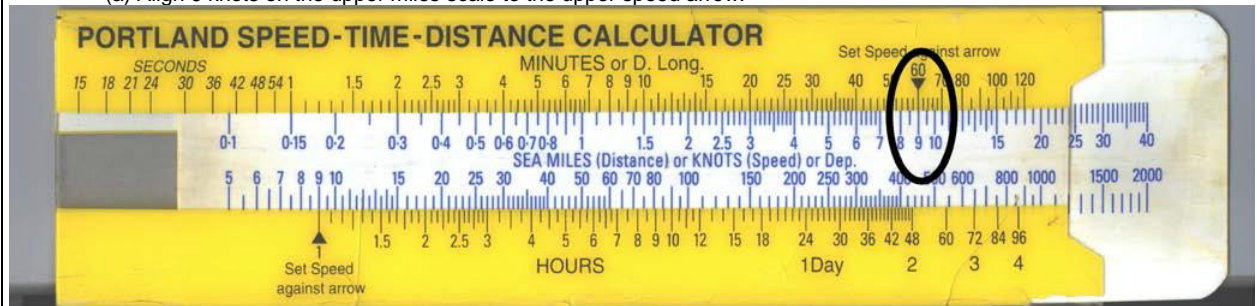 (a) Align 9 knots on the upper miles scale to the upper speed arrow.
PORTLAND SPEED-TIME-DISTANCE CALCULATOR
SECONDS
MINUTES or D. Long.
Set Speed against arrow
15 18 21 24 30 36 42 48 54 1 1.5 2 2.5 3 4 5 6 7 8 9 10 15 20 25 30 40 60 70 80 100 120
0·1 0·15 0·2 0·3 0·4 0·5 0·6 0·7 0·8 1 1.5 2 2.5 3 4 5 6 7 8 9 10 15 20 25 30 40
SEA MILES (Distance) or KNOTS (Speed) or Dep.
5 6 7 8 9 10 15 20 25 30 40 50 60 70 80 100 150 200 250 300 400 500 600 800 1000 1500 2000
1.5 2 2.5 3 4 5 6 7 8 9 10 12 15 18 24 30 36 42 48 60 72 84 96
1
Set Speed
against arrow
HOURS
1Day 2 3 4